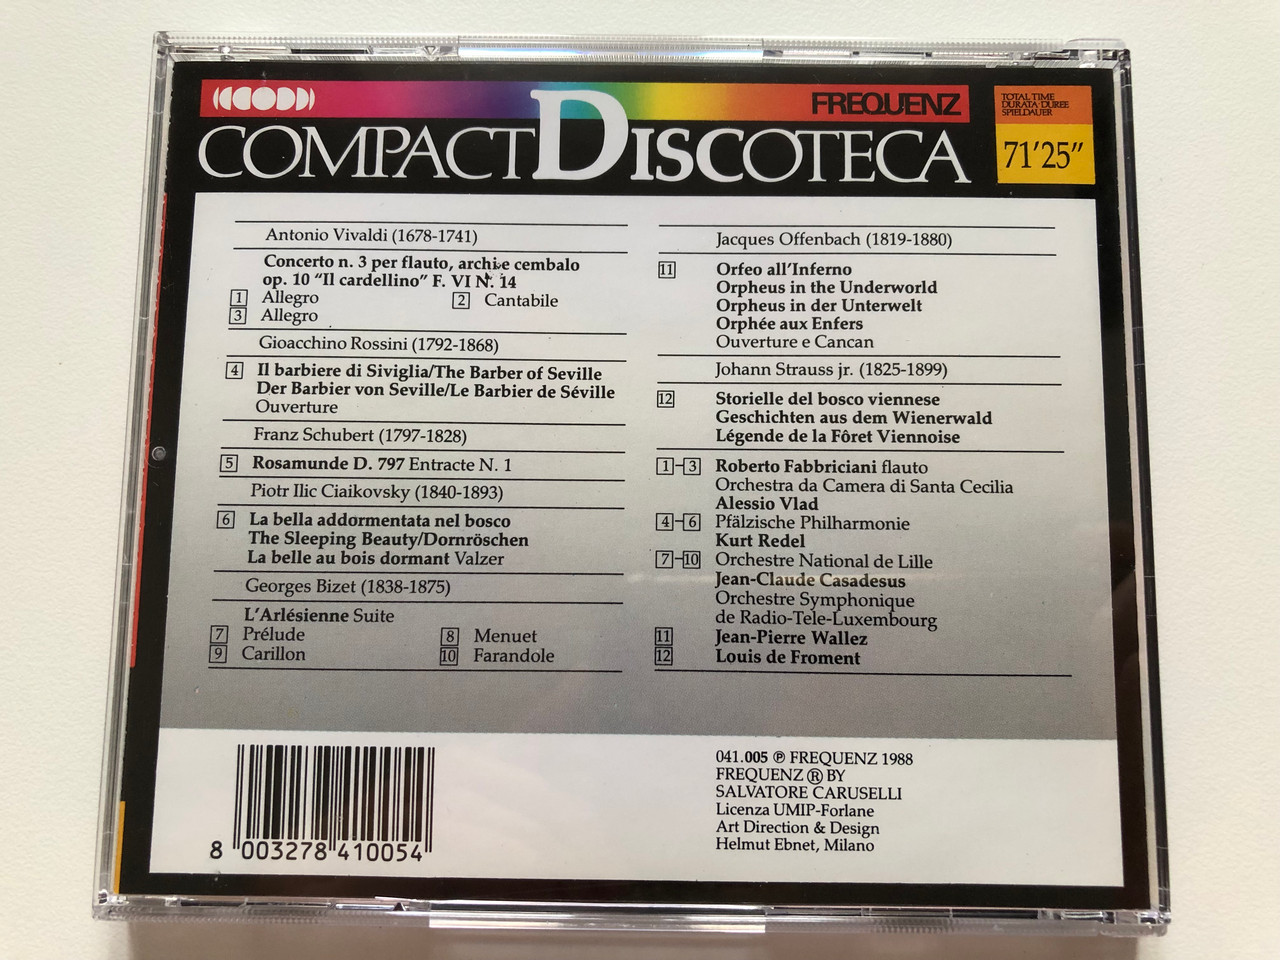 FREQUENZ
COMPACT DISCOTECA
TOTAL TIME
DURATA·DUREE
SPIELDAUER
71'25"
Antonio Vivaldi (1678-1741)
Concerto n. 3 per flauto, archi e cembalo
op. 10 "Il cardellino" F. VI N. 14
1 Allegro 2 Cantabile
3 Allegro
Gioacchino Rossini (1792-1868)
4 Il barbiere di Siviglia/The Barber of Seville
Der Barbier von Seville/Le Barbier de Séville
Ouverture
Franz Schubert (1797-1828)
5 Rosamunde D. 797 Entracte N. 1
Piotr Ilic Ciaikovsky (1840-1893)
6 La bella addormentata nel bosco
The Sleeping Beauty/Dornröschen
La belle au bois dormant Valzer
Georges Bizet (1838-1875)
L'Arlésienne Suite
7 Prélude 8 Menuet
9 Carillon 10 Farandole
Jacques Offenbach (1819-1880)
11 Orfeo all'Inferno
Orpheus in the Underworld
Orpheus in der Unterwelt
Orphée aux Enfers
Ouverture e Cancan
Johann Strauss jr. (1825-1899)
12 Storielle del bosco viennese
Geschichten aus dem Wienerwald
Légende de la Fôret Viennoise
1-3 Roberto Fabbriciani flauto
Orchestra da Camera di Santa Cecilia
Alessio Vlad
4-6 Pfälzische Philharmonie
Kurt Redel
7-10 Orchestre National de Lille
Jean-Claude Casadesus
Orchestre Symphonique
de Radio-Tele-Luxembourg
11 Jean-Pierre Wallez
12 Louis de Froment
041.005 ℗ FREQUENZ 1988
FREQUENZ ® BY
SALVATORE CARUSELLI
Licenza UMIP-Forlane
Art Direction & Design
Helmut Ebnet, Milano
8 003278 410054